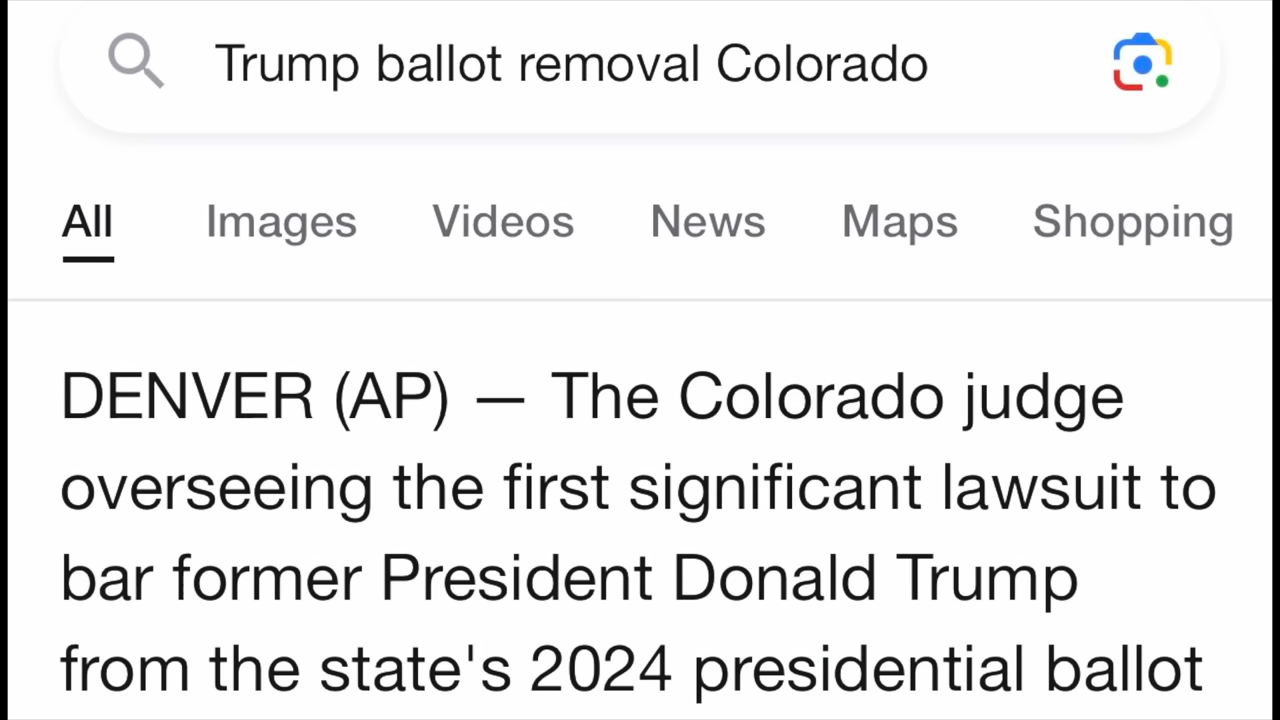 Trump ballot removal Colorado
All Images Videos News Maps Shopping
DENVER (AP) — The Colorado judge
overseeing the first significant lawsuit to
bar former President Donald Trump
from the state's 2024 presidential ballot